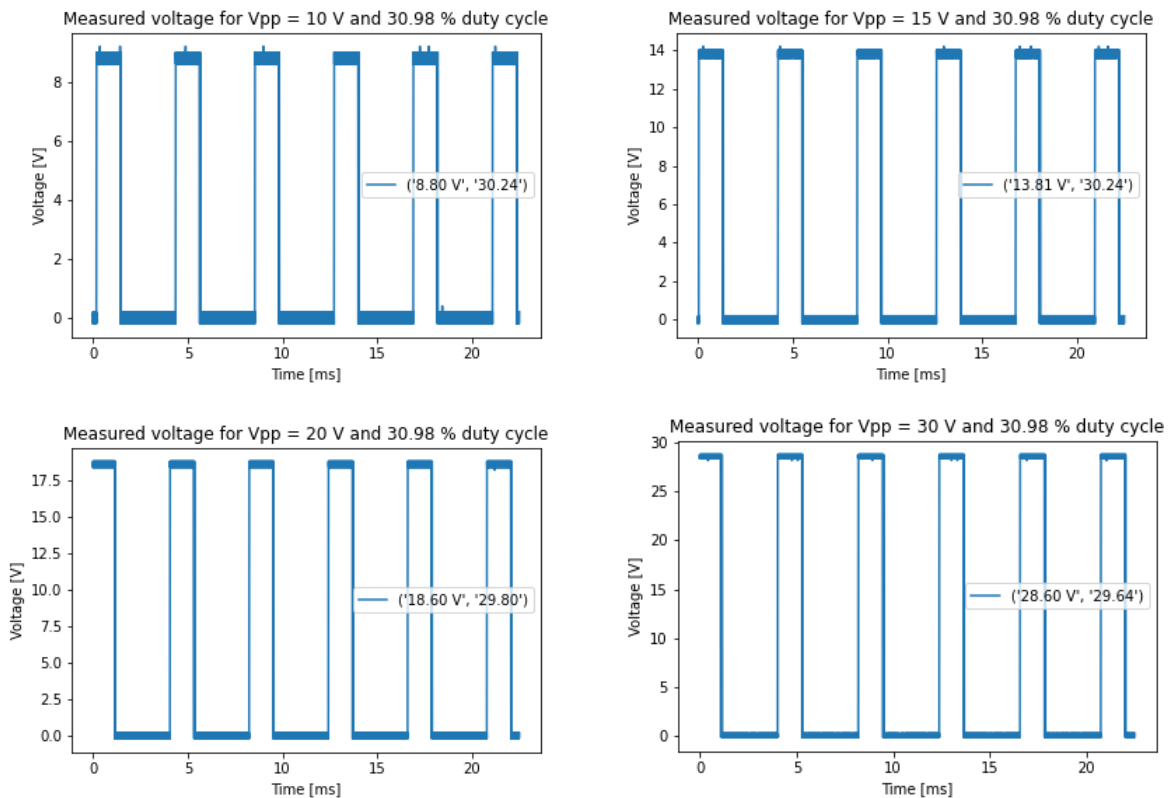 Measured voltage for Vpp = 10 V and 30.98 % duty cycle
8
6
4
2
0
Voltage [V]
('8.80 V', '30.24')
0 5 10 15 20
Time [ms]
Measured voltage for Vpp = 15 V and 30.98 % duty cycle
14
12
10
8
6
4
2
0
Voltage [V]
('13.81 V', '30.24')
0 5 10 15 20
Time [ms]
Measured voltage for Vpp = 20 V and 30.98 % duty cycle
17.5
15.0
12.5
10.0
7.5
5.0
2.5
0.0
Voltage [V]
('18.60 V', '29.80')
0 5 10 15 20
Time [ms]
Measured voltage for Vpp = 30 V and 30.98 % duty cycle
30
25
20
15
10
5
0
Voltage [V]
('28.60 V', '29.64')
0 5 10 15 20
Time [ms]